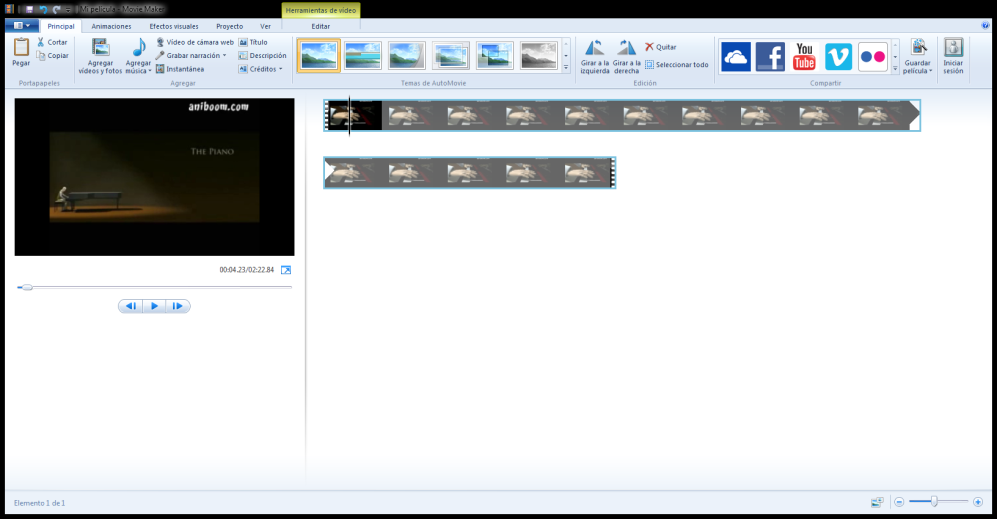 Mi película - Movie Maker
Herramientas de vídeo
Principal Animaciones Efectos visuales Proyecto Ver Editar
Pegar
Cortar
Copiar
Portapapeles
Agregar
vídeos y fotos
Agregar
música
Vídeo de cámara web
Grabar narración
Instantánea
Título
Descripción
Créditos
Agregar
Temas de AutoMovie
Girar a la
izquierda
Girar a la
derecha
Quitar
Seleccionar todo
Edición
You
Tube
Compartir
Guardar
película
Iniciar
sesión
aniboom.com
THE PIANO
00:04.23/02:22.84
Elemento 1 de 1